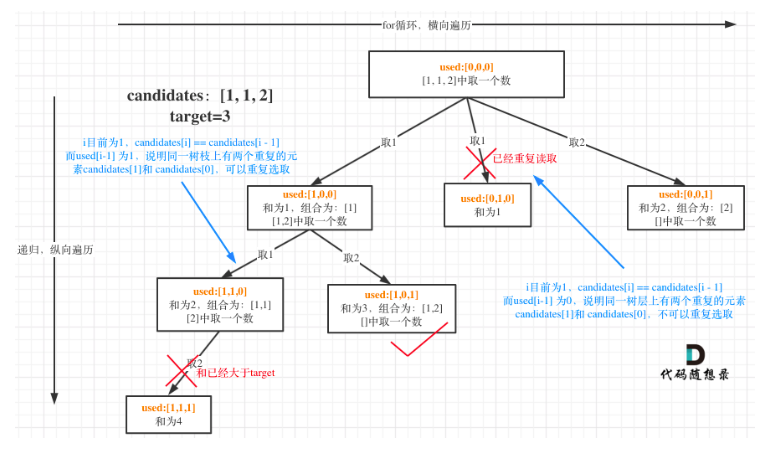 for循环，横向遍历
used:[0,0,0]
[1, 1, 2]中取一个数
candidates：[1, 1, 2]
target=3
i目前为1，candidates[i] == candidates[i - 1]
而used[i-1] 为1，说明同一树枝上有两个重复的元
素candidates[1]和 candidates[0]，可以重复选取
取1
取1
取2
已经重复读取
used:[1,0,0]
和为1，组合为：[1]
[1,2]中取一个数
used:[0,1,0]
和为1
used:[0,0,1]
和为2，组合为：[2]
[]中取一个数
递归，纵向遍历
取1
取2
used:[1,1,0]
和为2，组合为：[1,1]
[2]中取一个数
used:[1,0,1]
和为3，组合为：[1,2]
[]中取一个数
i目前为1，candidates[i] == candidates[i - 1]
而used[i-1] 为0，说明同一树层上有两个重复的元素
candidates[1]和 candidates[0]，不可以重复选取
取2
和已经大于target
代码随想录
used:[1,1,1]
和为4